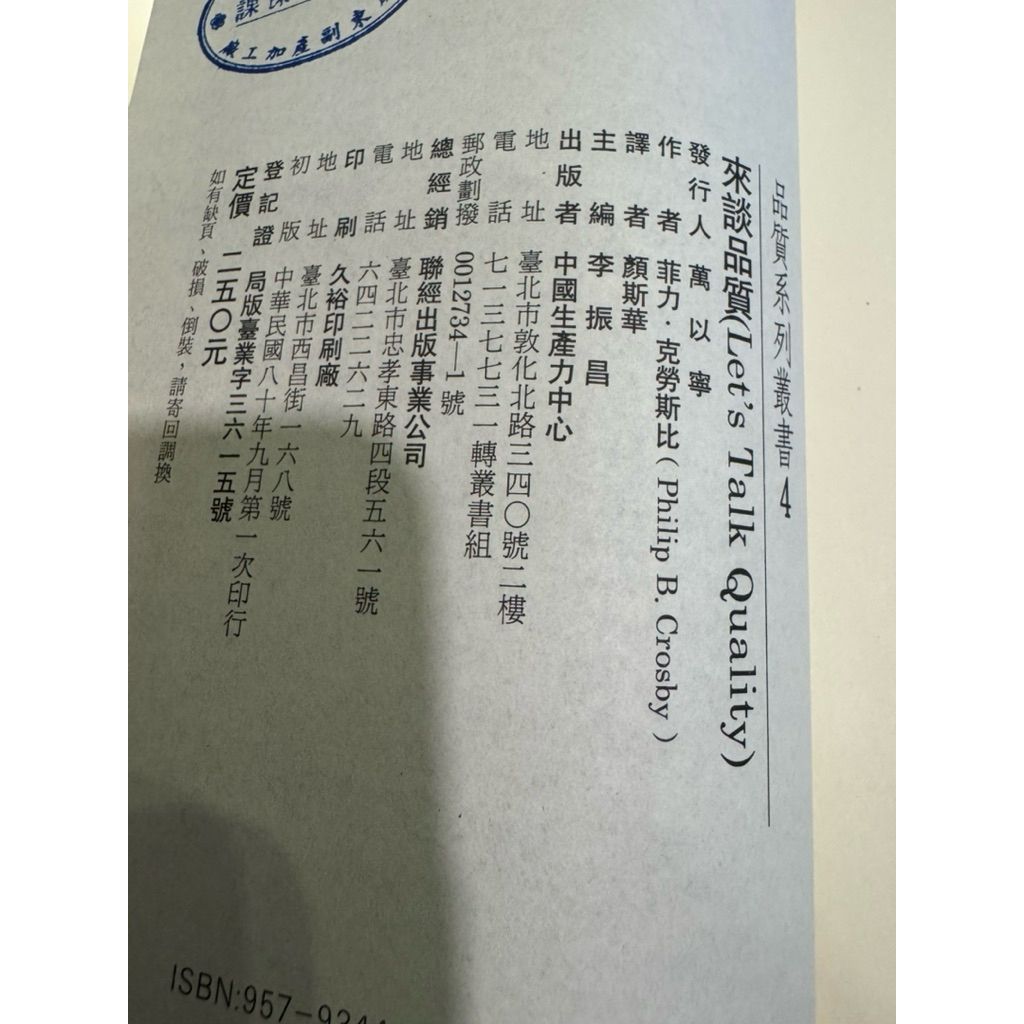 品質系列叢書4
來談品質(Let's Talk Quality)
發行人 萬以寧
作者 菲力·克勞斯比(Philip B. Crosby)
譯者 顏斯華
主編 李振昌
出版者 中國生產力中心
地址 臺北市敦化北路三四〇號二樓
電話 七一三七七三一轉叢書組
郵政劃撥 0012734—1號
總經銷 聯經出版事業公司
地址 臺北市忠孝東路四段五六一號
電話 六四二二六二九
印刷 久裕印刷廠
地址 臺北市西昌街一六八號
初版 中華民國八十年九月第一次印行
登記證 局版臺業字三六一五號
定價 二五〇元
如有缺頁、破損、倒裝,請寄回調換
ISBN:957-9344